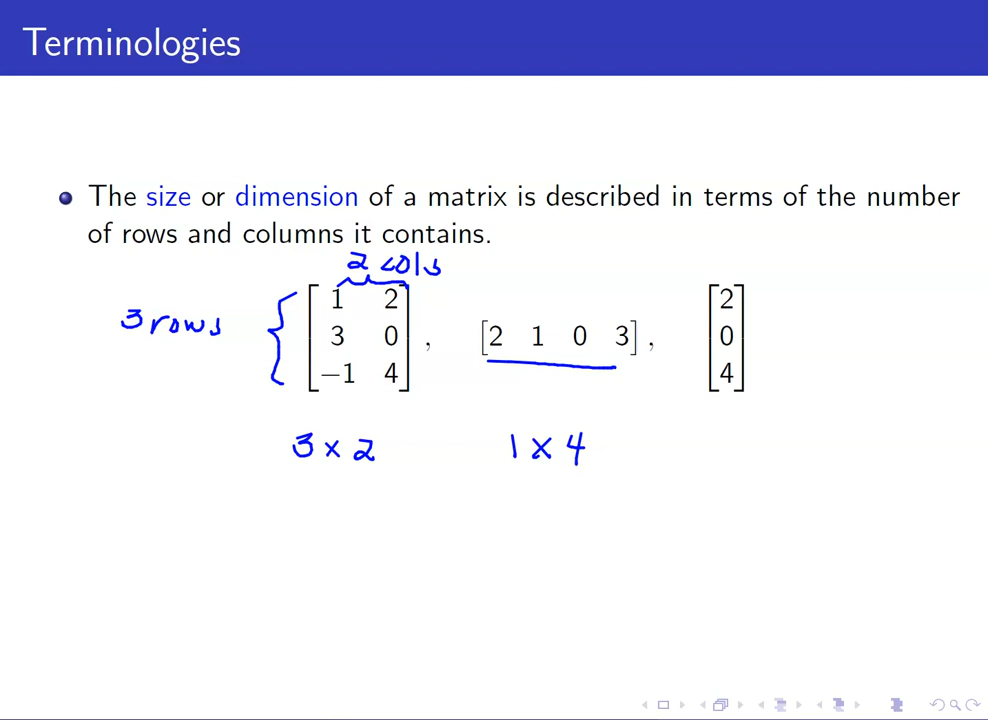 Terminologies
The size or dimension of a matrix is described in terms of the number
of rows and columns it contains.
2 cols
3 rows
[1 2
3 0
−1 4] , [2 1 0 3] , [2
0
4]
3 × 2 1 × 4